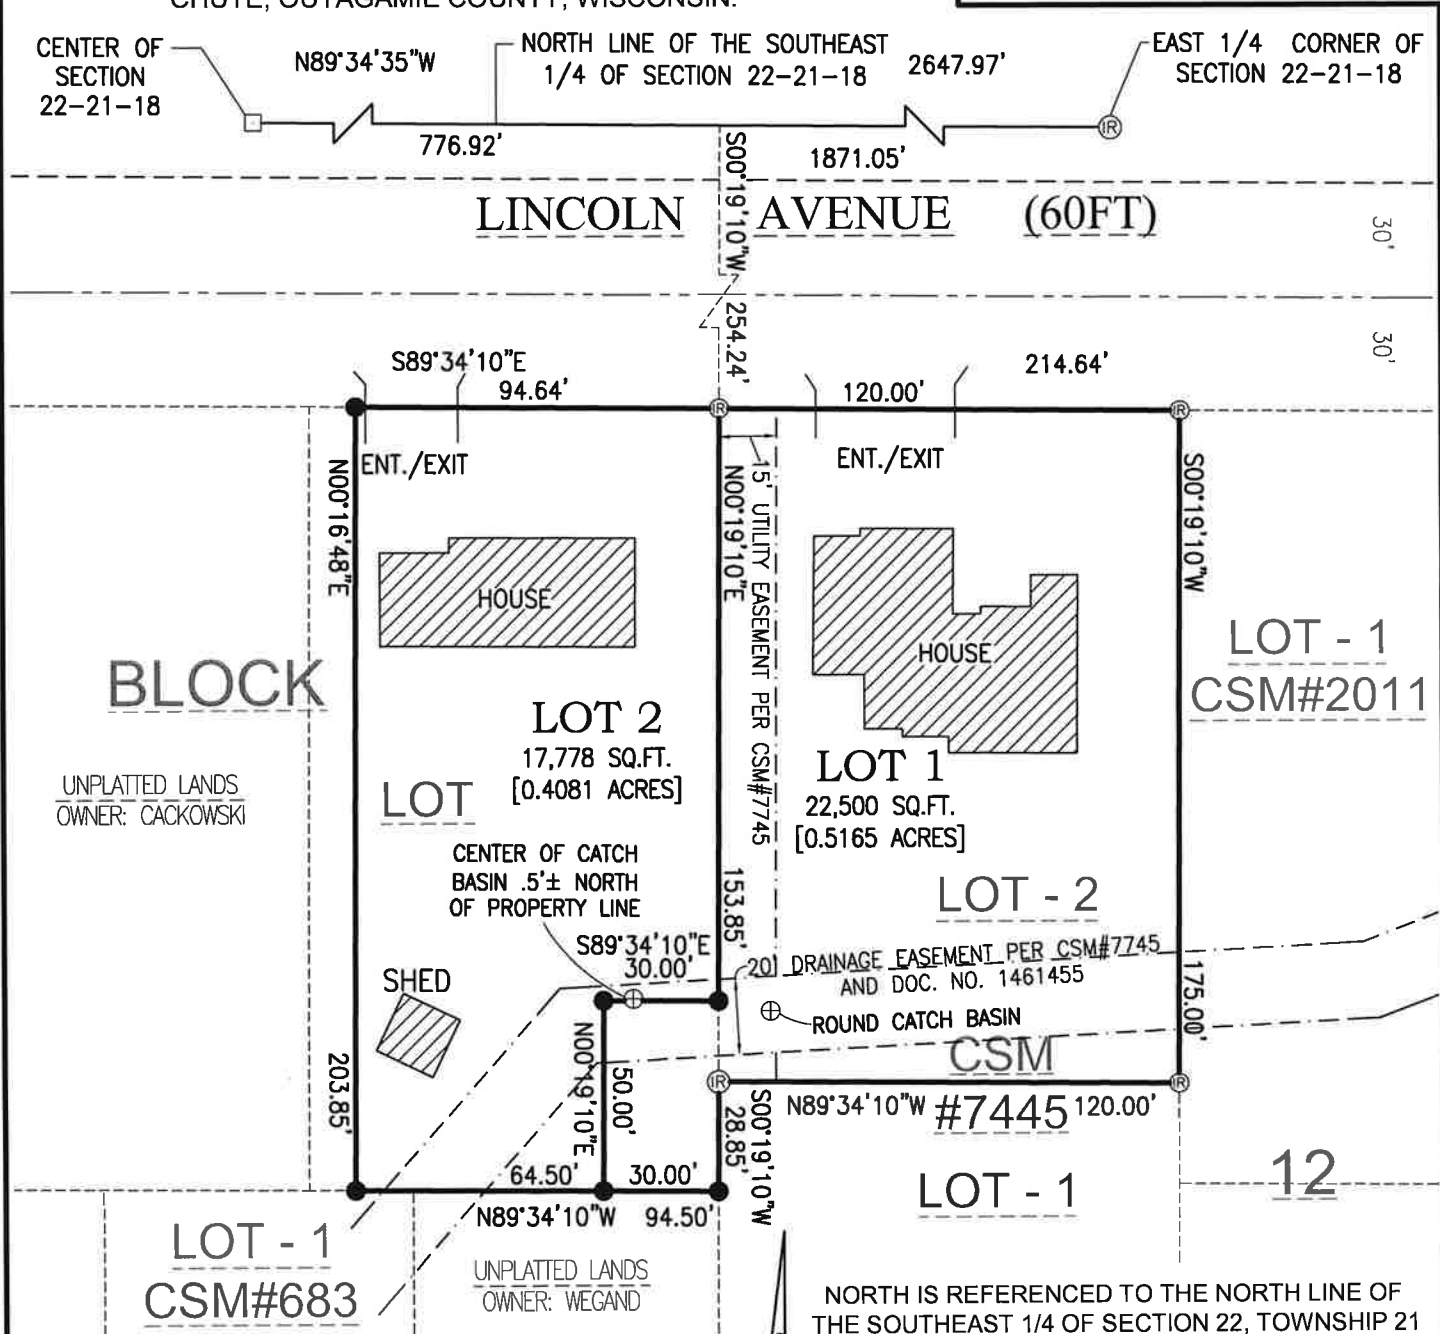 CHUTE, OUTAGAMIE COUNTY, WISCONSIN.
CENTER OF
SECTION
22-21-18
N89°34'35"W
NORTH LINE OF THE SOUTHEAST
1/4 OF SECTION 22-21-18
2647.97'
EAST 1/4 CORNER OF
SECTION 22-21-18
IR
776.92'
1871.05'
S00°19'10"W
254.24'
LINCOLN AVENUE (60FT)
30'
30'
S89°34'10"E
94.64'
120.00'
214.64'
IR
IR
ENT./EXIT
ENT./EXIT
N00°16'48"E
203.85'
N00°19'10"E
153.85'
15' UTILITY EASEMENT PER CSM#7745
S00°19'10"W
175.00'
HOUSE
HOUSE
BLOCK
LOT - 1
CSM#2011
LOT 2
17,778 SQ.FT.
[0.4081 ACRES]
LOT 1
22,500 SQ.FT.
[0.5165 ACRES]
UNPLATTED LANDS
OWNER: CACKOWSKI
LOT
CENTER OF CATCH
BASIN .5'± NORTH
OF PROPERTY LINE
LOT - 2
S89°34'10"E
30.00'
20' DRAINAGE EASEMENT PER CSM#7745
AND DOC. NO. 1461455
SHED
ROUND CATCH BASIN
CSM
#7445
N00°19'10"E
50.00'
IR
IR
S00°19'10"W
28.85'
N89°34'10"W
120.00'
64.50'
30.00'
N89°34'10"W 94.50'
LOT - 1
12
LOT - 1
CSM#683
UNPLATTED LANDS
OWNER: WEGAND
NORTH IS REFERENCED TO THE NORTH LINE OF
THE SOUTHEAST 1/4 OF SECTION 22, TOWNSHIP 21